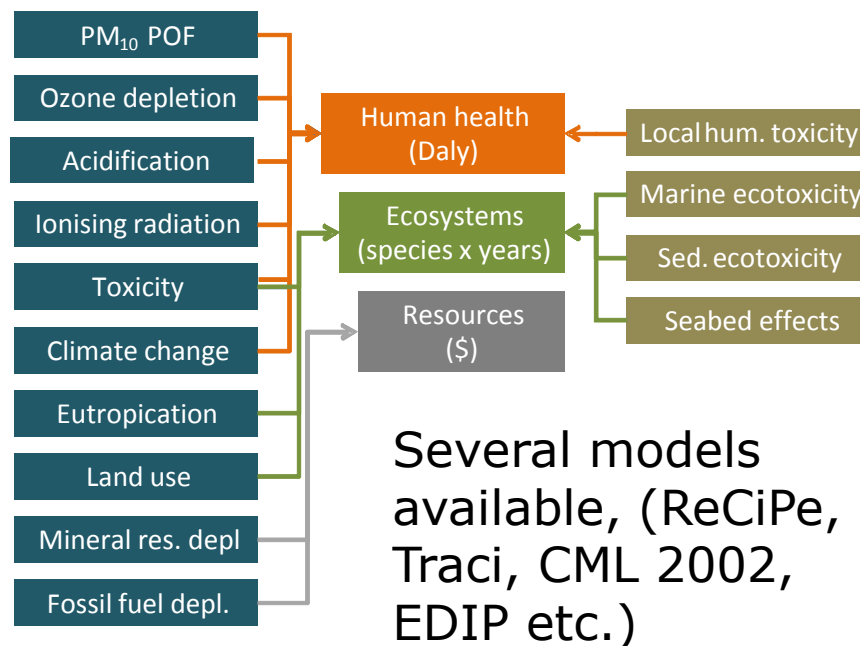 PM₁₀ POF
Ozone depletion
Acidification
Ionising radiation
Toxicity
Climate change
Eutropication
Land use
Mineral res. depl
Fossil fuel depl.
Human health
(Daly)
Ecosystems
(species x years)
Resources
($)
Local hum. toxicity
Marine ecotoxicity
Sed. ecotoxicity
Seabed effects
Several models
available, (ReCiPe,
Traci, CML 2002,
EDIP etc.)